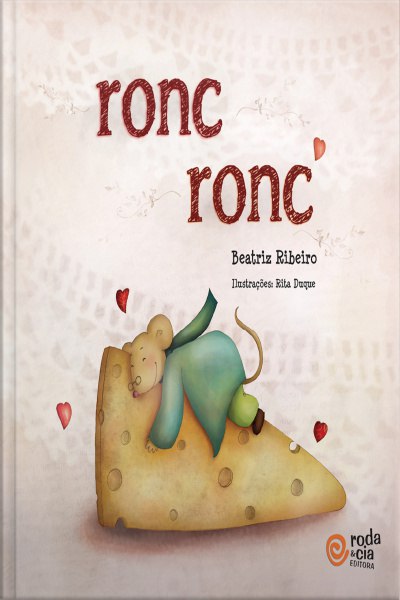 ronc
ronc
Beatriz Ribeiro
Ilustrações: Rita Duque
roda
&cia
EDITORA